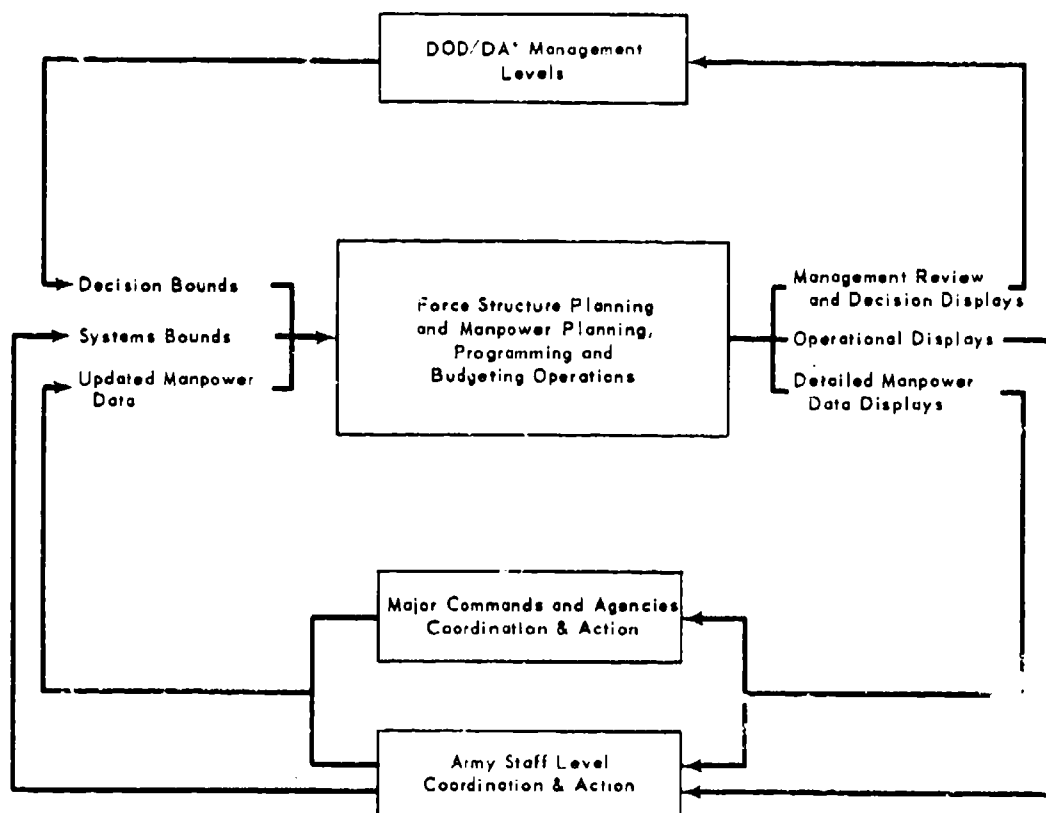 DOD/DA* Management
Levels
Decision Bounds
Systems Bounds
Updated Manpower
Data
Force Structure Planning
and Manpower Planning,
Programming and
Budgeting Operations
Management Review
and Decision Displays
Operational Displays
Detailed Manpower
Data Displays
Major Commands and Agencies
Coordination & Action
Army Staff Level
Coordination & Action